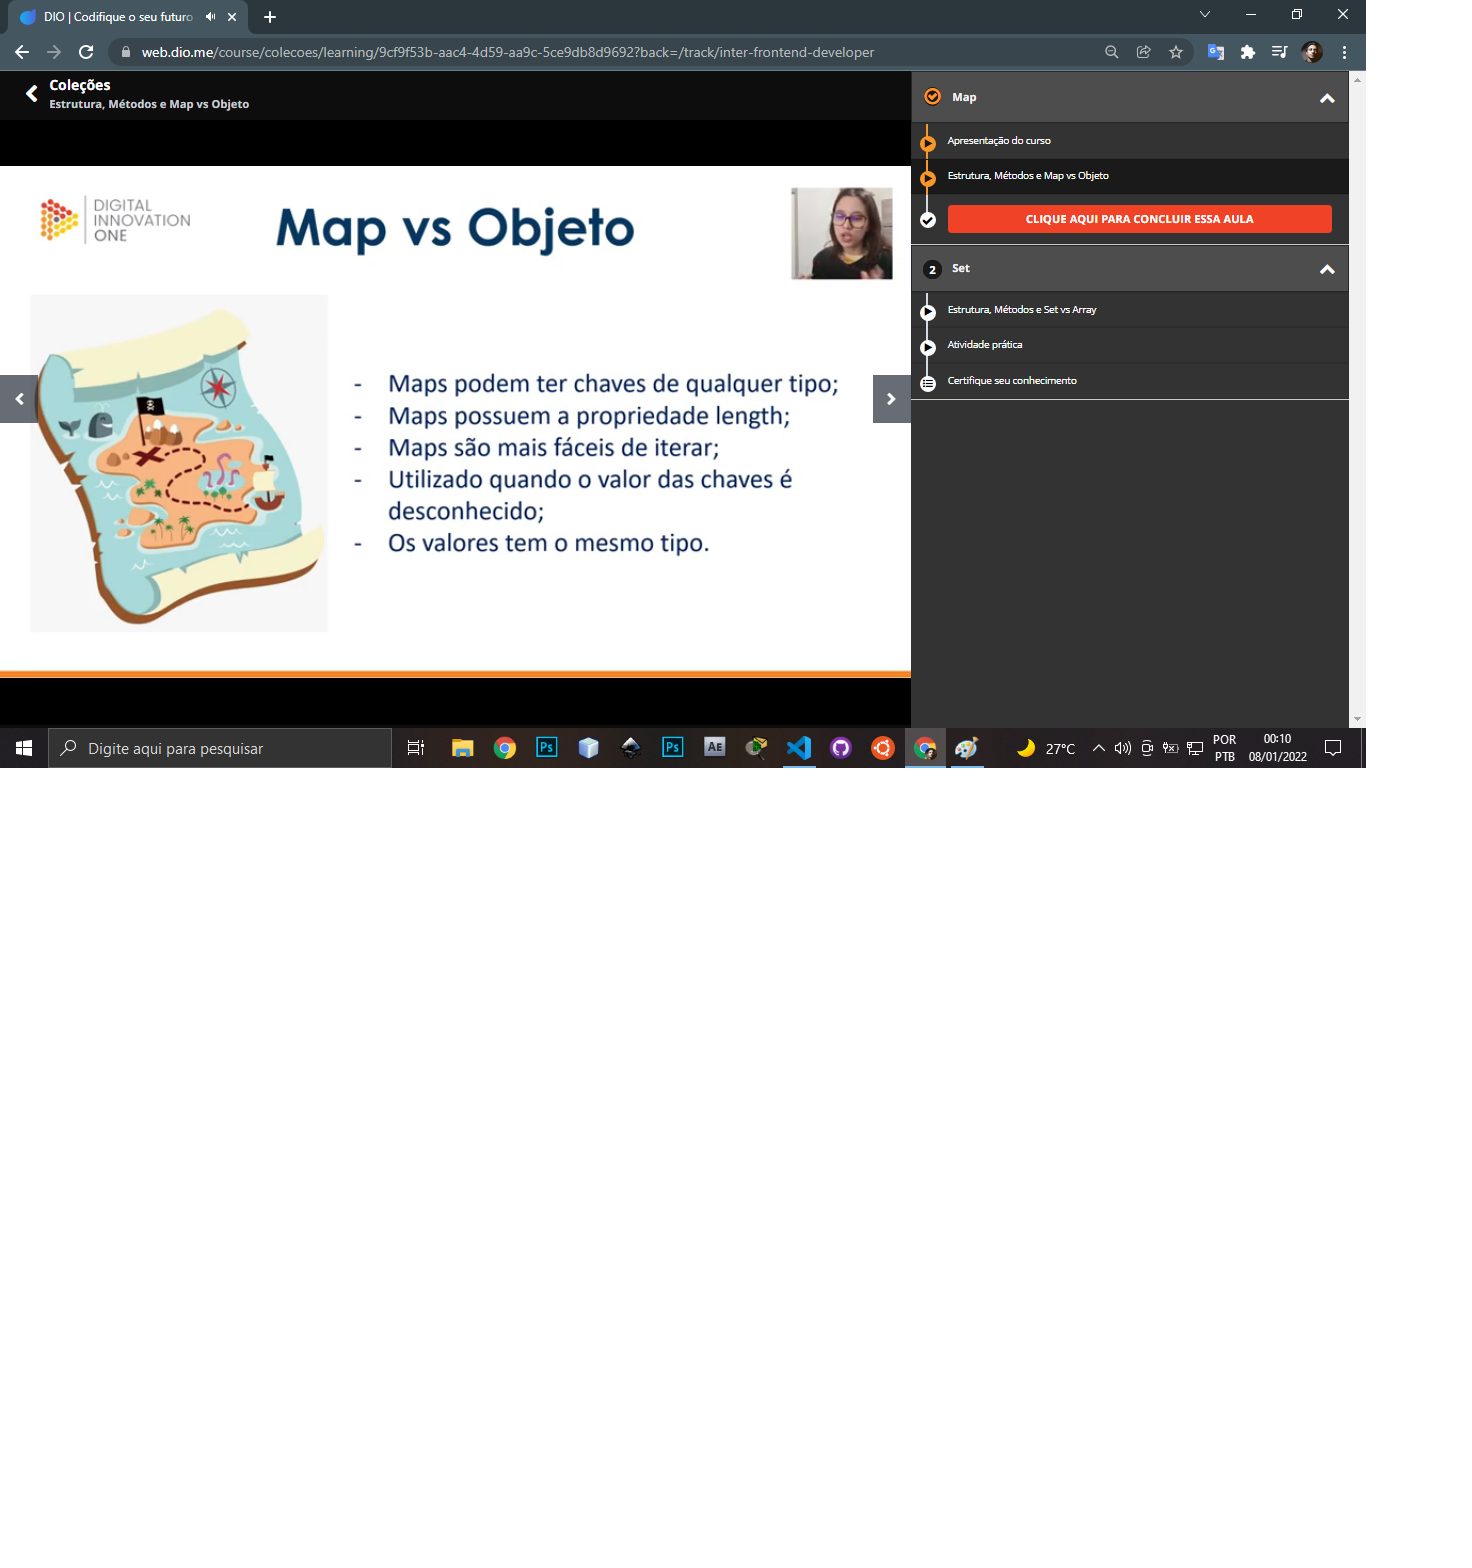 DIO | Codifique o seu futuro
web.dio.me/course/colecoes/learning/9cf9f53b-aac4-4d59-aa9c-5ce9db8d9692?back=/track/inter-frontend-developer
Coleções
Estrutura, Métodos e Map vs Objeto
DIGITAL
INNOVATION
ONE
Map vs Objeto
- Maps podem ter chaves de qualquer tipo;
- Maps possuem a propriedade length;
- Maps são mais fáceis de iterar;
- Utilizado quando o valor das chaves é
desconhecido;
- Os valores tem o mesmo tipo.
Map
Apresentação do curso
Estrutura, Métodos e Map vs Objeto
CLIQUE AQUI PARA CONCLUIR ESSA AULA
2 Set
Estrutura, Métodos e Set vs Array
Atividade prática
Certifique seu conhecimento
Digite aqui para pesquisar
Ps
Ps
AE
27°C
POR
PTB
00:10
08/01/2022